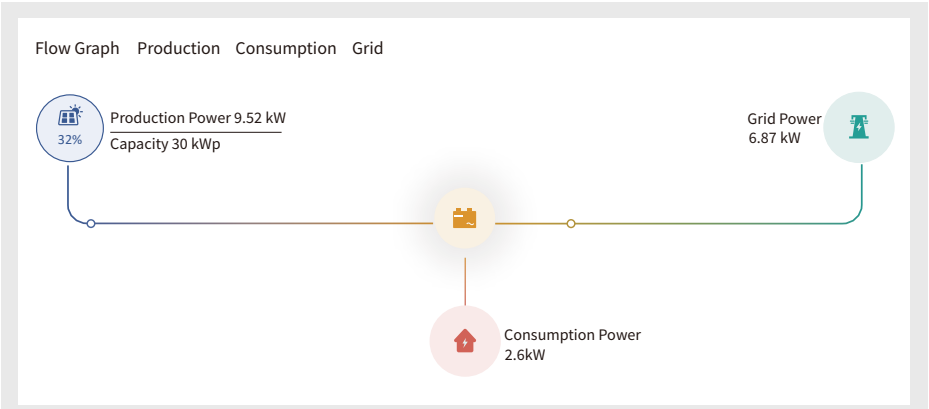 Flow Graph Production Consumption Grid
32%
Production Power 9.52 kW
Capacity 30 kWp
Grid Power
6.87 kW
Consumption Power
2.6kW